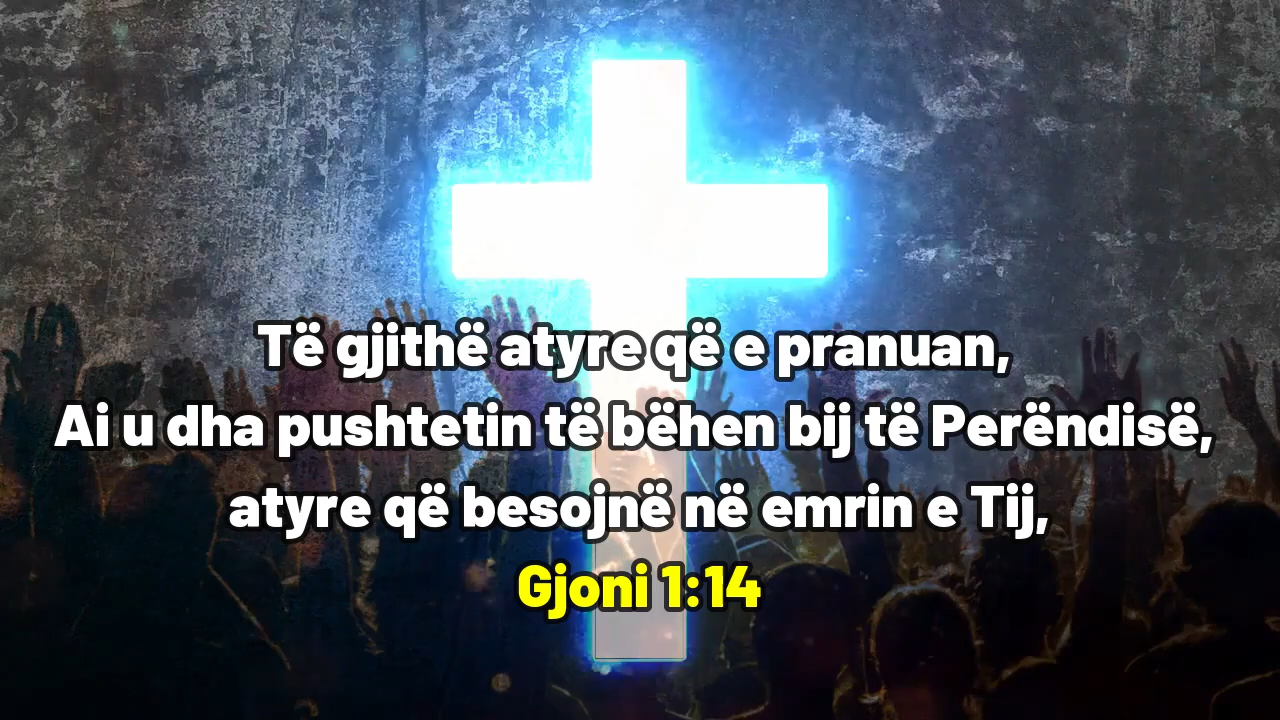 Të gjithë atyre që e pranuan,
Ai u dha pushtetin të bëhen bij të Perëndisë,
atyre që besojnë në emrin e Tij,
Gjoni 1:14